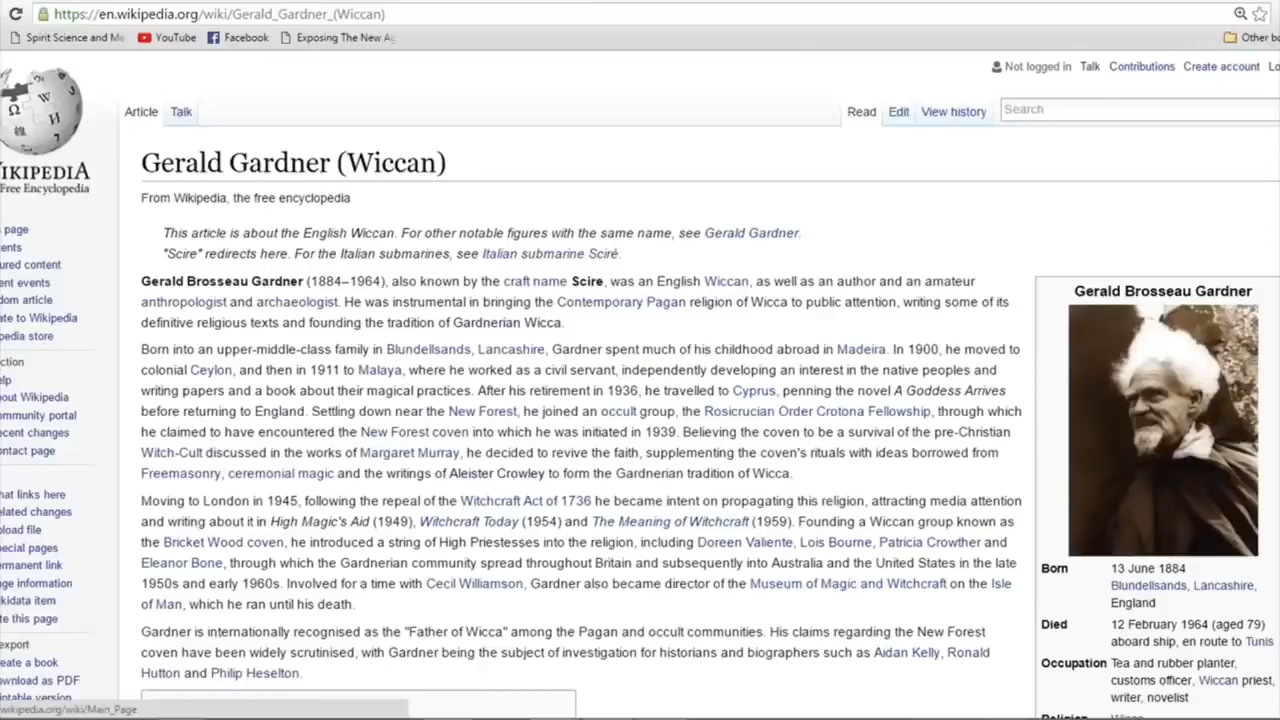 https://en.wikipedia.org/wiki/Gerald_Gardner_(Wiccan)
Spirit Science and Me YouTube Facebook Exposing The New Ag Other bo
Not logged in Talk Contributions Create account Lo
Article Talk Read Edit View history Search
WIKIPEDIA
Free Encyclopedia
Gerald Gardner (Wiccan)
From Wikipedia, the free encyclopedia
This article is about the English Wiccan. For other notable figures with the same name, see Gerald Gardner.
"Scire" redirects here. For the Italian submarines, see Italian submarine Scirè.
Gerald Brosseau Gardner (1884–1964), also known by the craft name Scire, was an English Wiccan, as well as an author and an amateur
anthropologist and archaeologist. He was instrumental in bringing the Contemporary Pagan religion of Wicca to public attention, writing some of its
definitive religious texts and founding the tradition of Gardnerian Wicca.
Born into an upper-middle-class family in Blundellsands, Lancashire, Gardner spent much of his childhood abroad in Madeira. In 1900, he moved to
colonial Ceylon, and then in 1911 to Malaya, where he worked as a civil servant, independently developing an interest in the native peoples and
writing papers and a book about their magical practices. After his retirement in 1936, he travelled to Cyprus, penning the novel A Goddess Arrives
before returning to England. Settling down near the New Forest, he joined an occult group, the Rosicrucian Order Crotona Fellowship, through which
he claimed to have encountered the New Forest coven into which he was initiated in 1939. Believing the coven to be a survival of the pre-Christian
Witch-Cult discussed in the works of Margaret Murray, he decided to revive the faith, supplementing the coven's rituals with ideas borrowed from
Freemasonry, ceremonial magic and the writings of Aleister Crowley to form the Gardnerian tradition of Wicca.
Moving to London in 1945, following the repeal of the Witchcraft Act of 1736 he became intent on propagating this religion, attracting media attention
and writing about it in High Magic's Aid (1949), Witchcraft Today (1954) and The Meaning of Witchcraft (1959). Founding a Wiccan group known as
the Bricket Wood coven, he introduced a string of High Priestesses into the religion, including Doreen Valiente, Lois Bourne, Patricia Crowther and
Eleanor Bone, through which the Gardnerian community spread throughout Britain and subsequently into Australia and the United States in the late
1950s and early 1960s. Involved for a time with Cecil Williamson, Gardner also became director of the Museum of Magic and Witchcraft on the Isle
of Man, which he ran until his death.
Gardner is internationally recognised as the "Father of Wicca" among the Pagan and occult communities. His claims regarding the New Forest
coven have been widely scrutinised, with Gardner being the subject of investigation for historians and biographers such as Aidan Kelly, Ronald
Hutton and Philip Heselton.
Gerald Brosseau Gardner
Born 13 June 1884
Blundellsands, Lancashire,
England
Died 12 February 1964 (aged 79)
aboard ship, en route to Tunis
Occupation Tea and rubber planter,
customs officer, Wiccan priest,
writer, novelist
page
ents
ured content
ent events
dom article
ate to Wikipedia
pedia store
ction
elp
bout Wikipedia
ommunity portal
ecent changes
ontact page
hat links here
elated changes
pload file
pecial pages
ermanent link
age information
kidata item
te this page
export
reate a book
ownload as PDF
intable version
wikipedia.org/wiki/Main_Page